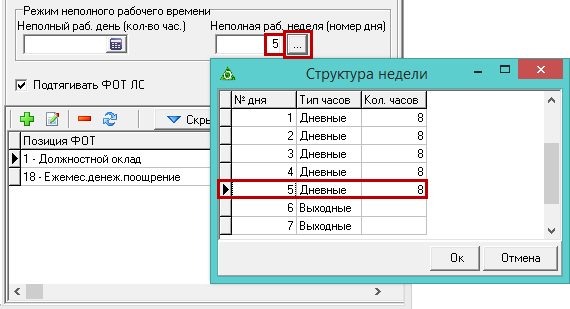 Режим неполного рабочего времени
Неполный раб. день (кол-во час.) Неполная раб. неделя (номер дня)
5 ...
Подтягивать ФОТ ЛС
Скры
Позиция ФОТ
1 - Должностной оклад
18 - Ежемес.денеж.поощрение
Структура недели
№ дня Тип часов Кол. часов
1 Дневные 8
2 Дневные 8
3 Дневные 8
4 Дневные 8
5 Дневные 8
6 Выходные
7 Выходные
Ок Отмена